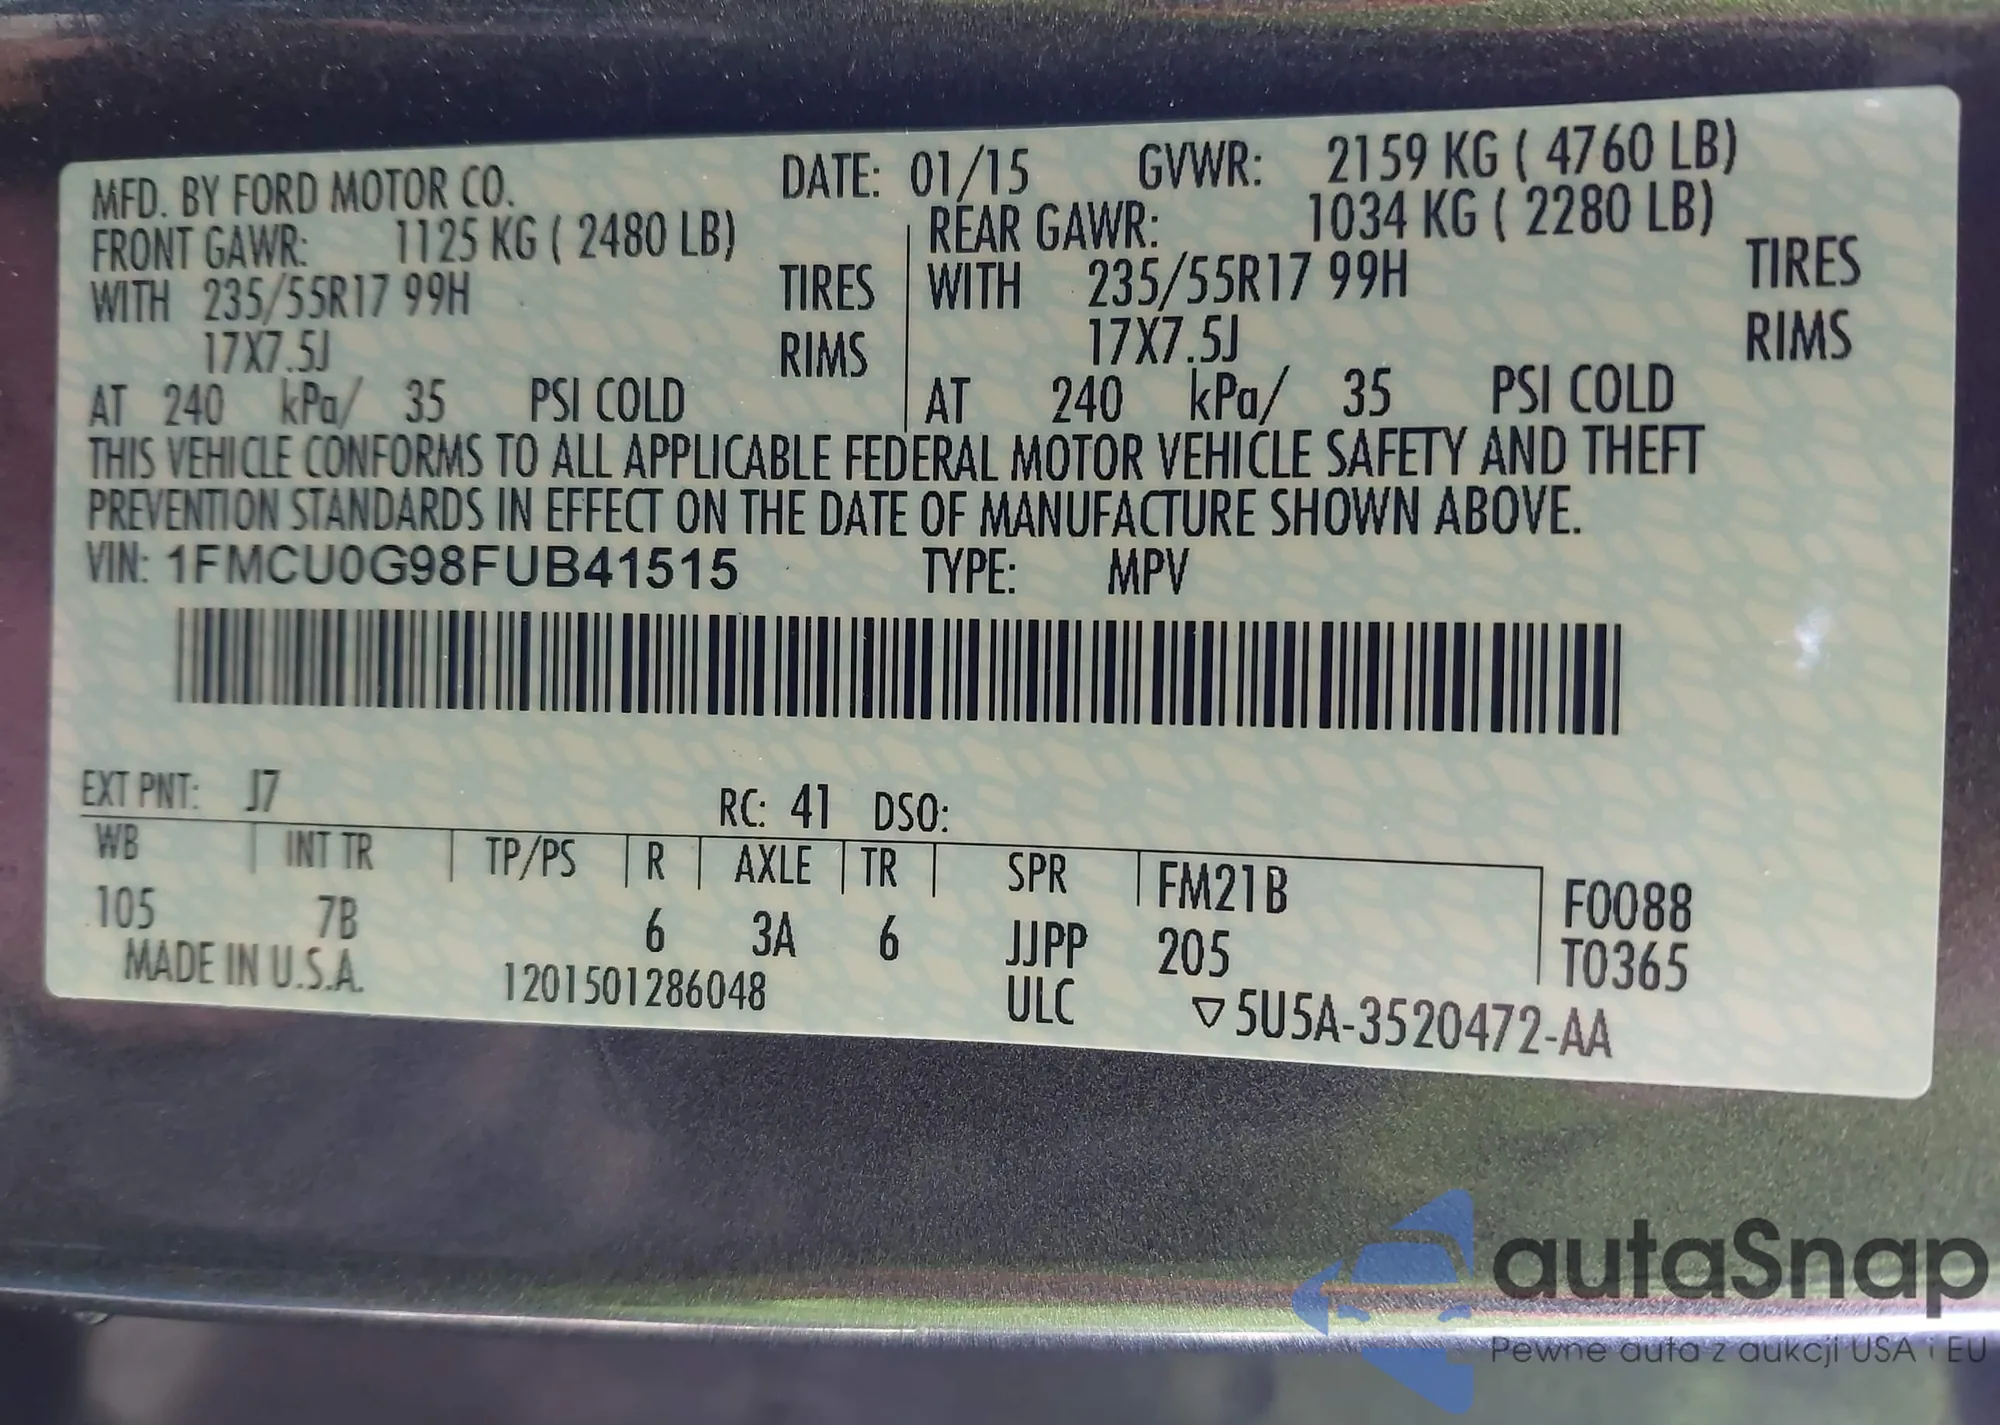 MFD. BY FORD MOTOR CO. DATE: 01/15 GVWR: 2159 KG ( 4760 LB)
FRONT GAWR: 1125 KG ( 2480 LB) REAR GAWR: 1034 KG ( 2280 LB)
WITH 235/55R17 99H TIRES WITH 235/55R17 99H TIRES
17X7.5J RIMS 17X7.5J RIMS
AT 240 kPa/ 35 PSI COLD AT 240 kPa/ 35 PSI COLD
THIS VEHICLE CONFORMS TO ALL APPLICABLE FEDERAL MOTOR VEHICLE SAFETY AND THEFT
PREVENTION STANDARDS IN EFFECT ON THE DATE OF MANUFACTURE SHOWN ABOVE.
VIN: 1FMCU0G98FUB41515 TYPE: MPV
EXT PNT: J7 RC: 41 DSO:
WB INT TR TP/PS R AXLE TR SPR FM21B F0088
105 7B 6 3A 6 JJPP 205 T0365
MADE IN U.S.A. 1201501286048 ULC ▽5U5A-3520472-AA
autaSnap
Pewne auta z aukcji USA i EU